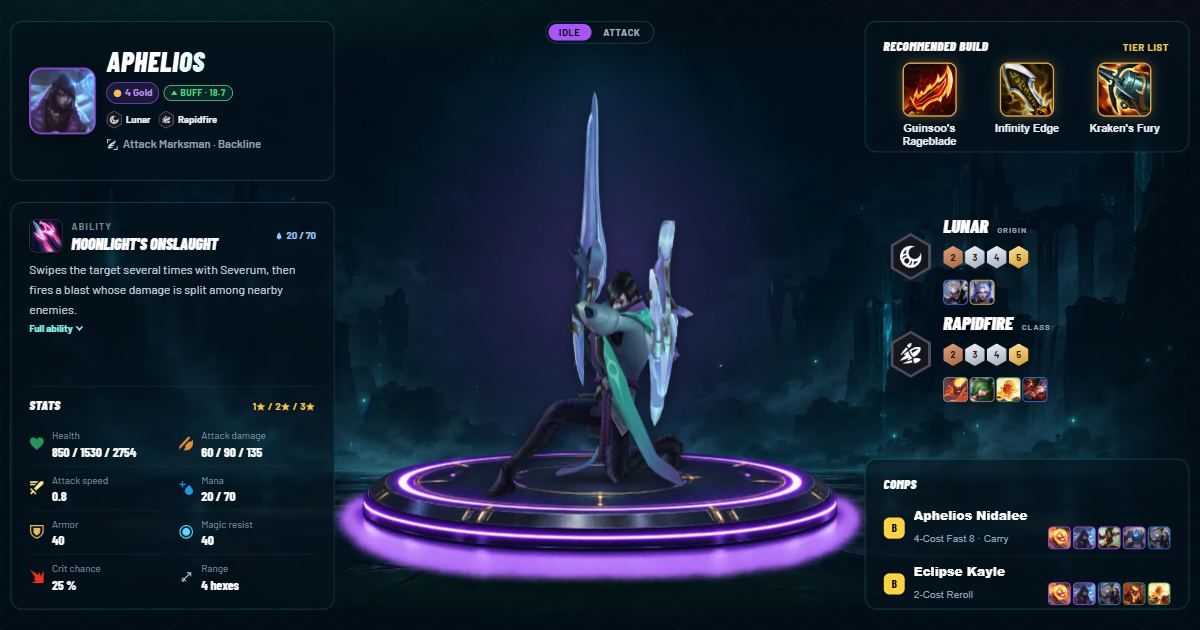 APHELIOS
4 Gold
BUFF · 18.7
Lunar
Rapidfire
Attack Marksman · Backline
ABILITY
MOONLIGHT'S ONSLAUGHT
20 / 70
Swipes the target several times with Severum, then
fires a blast whose damage is split among nearby
enemies.
Full ability
STATS
1★ / 2★ / 3★
Health
850 / 1530 / 2754
Attack damage
60 / 90 / 135
Attack speed
0.8
Mana
20 / 70
Armor
40
Magic resist
40
Crit chance
25 %
Range
4 hexes
IDLE
ATTACK
RECOMMENDED BUILD
TIER LIST
Guinsoo's
Rageblade
Infinity Edge
Kraken's Fury
LUNAR ORIGIN
2 3 4 5
RAPIDFIRE CLASS
2 3 4 5
COMPS
B
Aphelios Nidalee
4-Cost Fast 8 · Carry
B
Eclipse Kayle
2-Cost Reroll